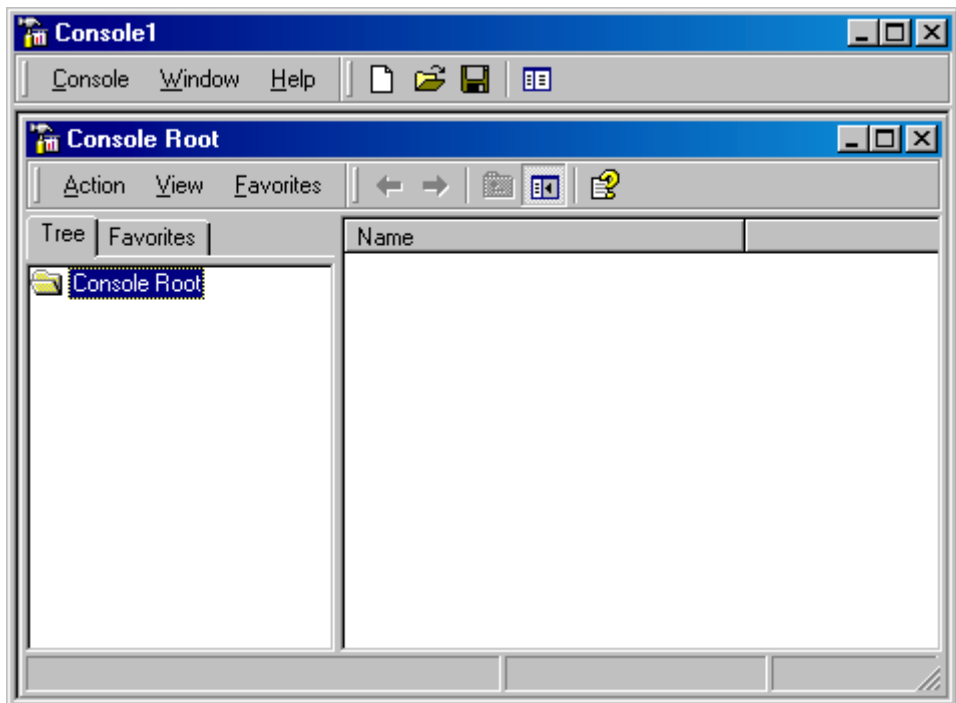 Console1
Console Window Help
Console Root
Action View Favorites
Tree Favorites Name
Console Root